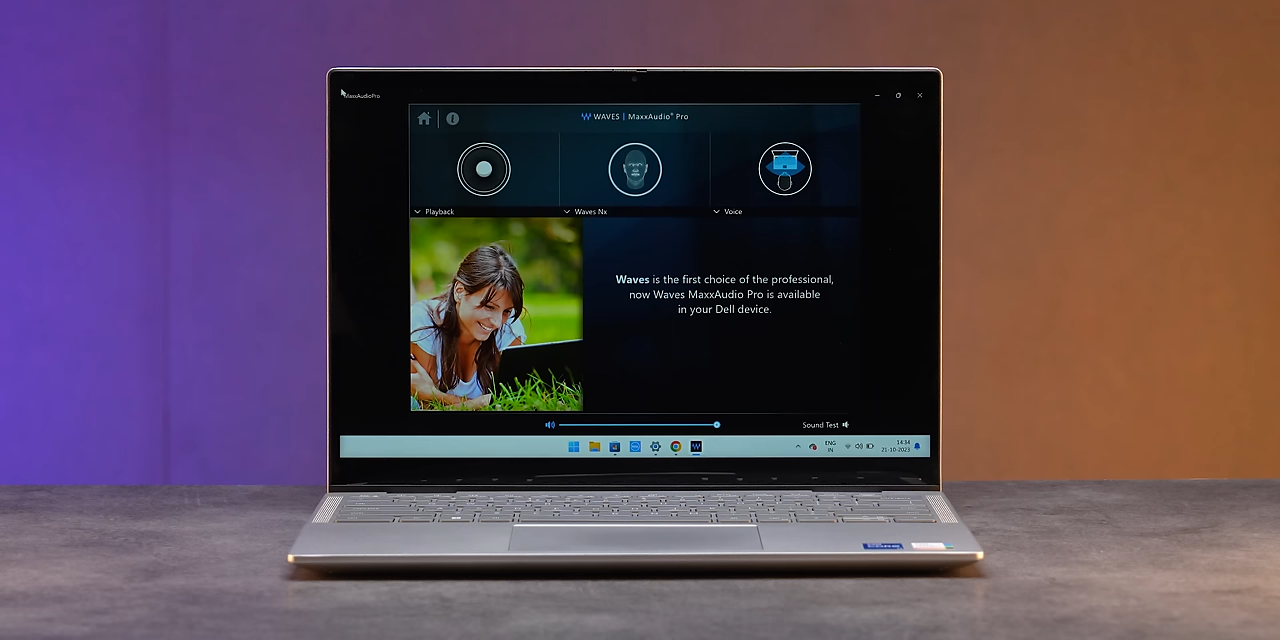 MaxxAudioPro
WAVES | MaxxAudio® Pro
Playback
Waves Nx
Voice
Waves is the first choice of the professional,
now Waves MaxxAudio Pro is available
in your Dell device.
Sound Test
ENG
IN
14:34
21-10-2023